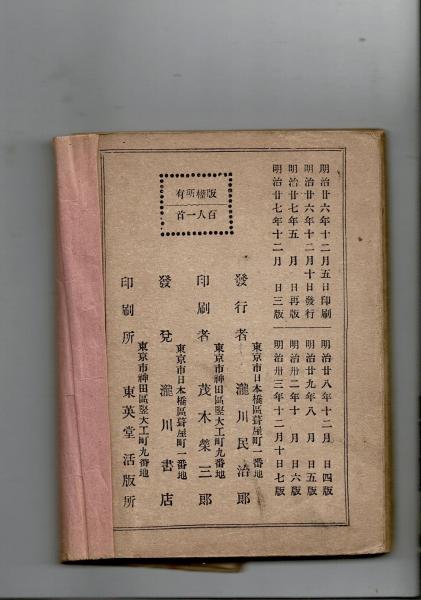 明治廿六年十二月五日印刷
明治廿六年十二月十日發行
明治廿七年五月 日再版
明治廿七年十二月 日三版
明治廿八年十二月 日四版
明治廿九年八月 日五版
明治卅二年十月 日六版
明治卅三年十二月十日七版
版權所有
百人一首
東京市日本橋區葺屋町一番地
發行者 瀧川民治郎
東京市神田區竪大工町九番地
印刷者 茂木榮三郎
東京市日本橋區葺屋町一番地
發兌 瀧川書店
東京市神田區竪大工町九番地
印刷所 東英堂活版所